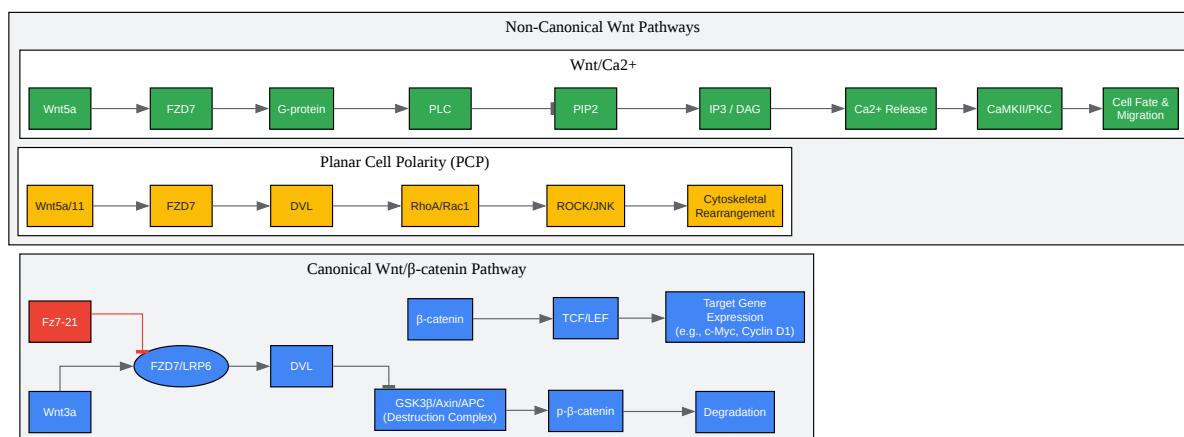 Non-Canonical Wnt Pathways
Wnt/Ca2+
Wnt5a
FZD7
G-protein
PLC
PIP2
IP3 / DAG
Ca2+ Release
CaMKII/PKC
Cell Fate &
Migration
Planar Cell Polarity (PCP)
Wnt5a/11
FZD7
DVL
RhoA/Rac1
ROCK/JNK
Cytoskeletal
Rearrangement
Canonical Wnt/β-catenin Pathway
Fz7-21
β-catenin
TCF/LEF
Target Gene
Expression
(e.g., c-Myc, Cyclin D1)
FZD7/LRP6
DVL
Wnt3a
GSK3β/Axin/APC
(Destruction Complex)
p-β-catenin
Degradation